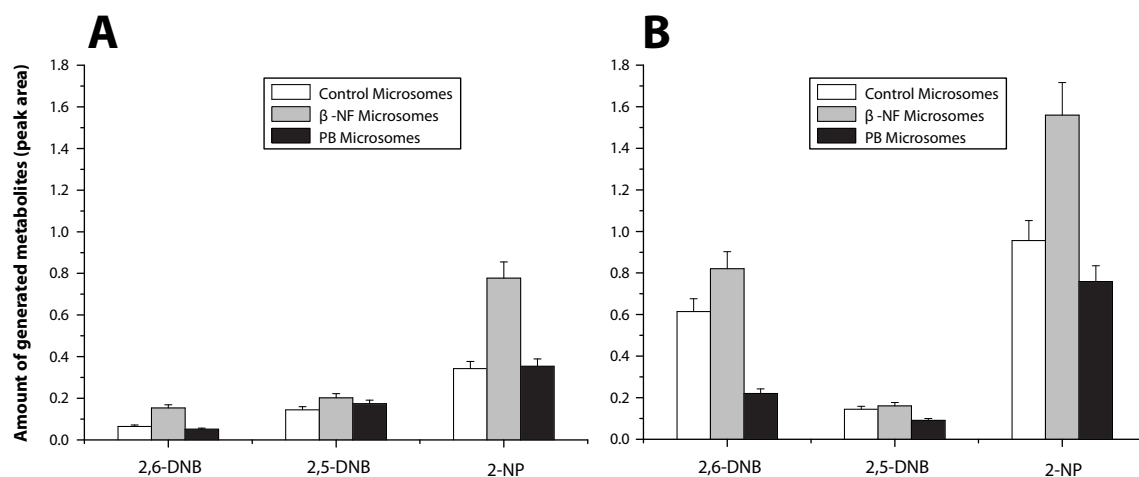 A
Amount of generated metabolites (peak area)
1.8
1.6
1.4
1.2
1.0
0.8
0.6
0.4
0.2
0.0
Control Microsomes
β -NF Microsomes
PB Microsomes
2,6-DNB 2,5-DNB 2-NP
B
1.8
1.6
1.4
1.2
1.0
0.8
0.6
0.4
0.2
0.0
Control Microsomes
β -NF Microsomes
PB Microsomes
2,6-DNB 2,5-DNB 2-NP